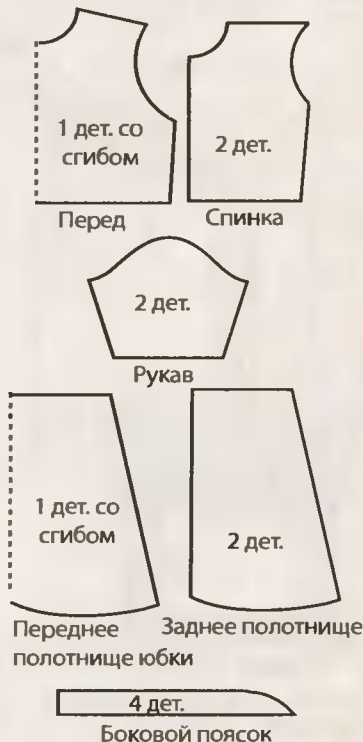 1 дет. со
сгибом
2 дет.
Перед
Спинка
2 дет.
Рукав
1 дет. со
сгибом
2 дет.
Переднее
полотнище юбки
Заднее полотнище
4 дет.
Боковой поясок